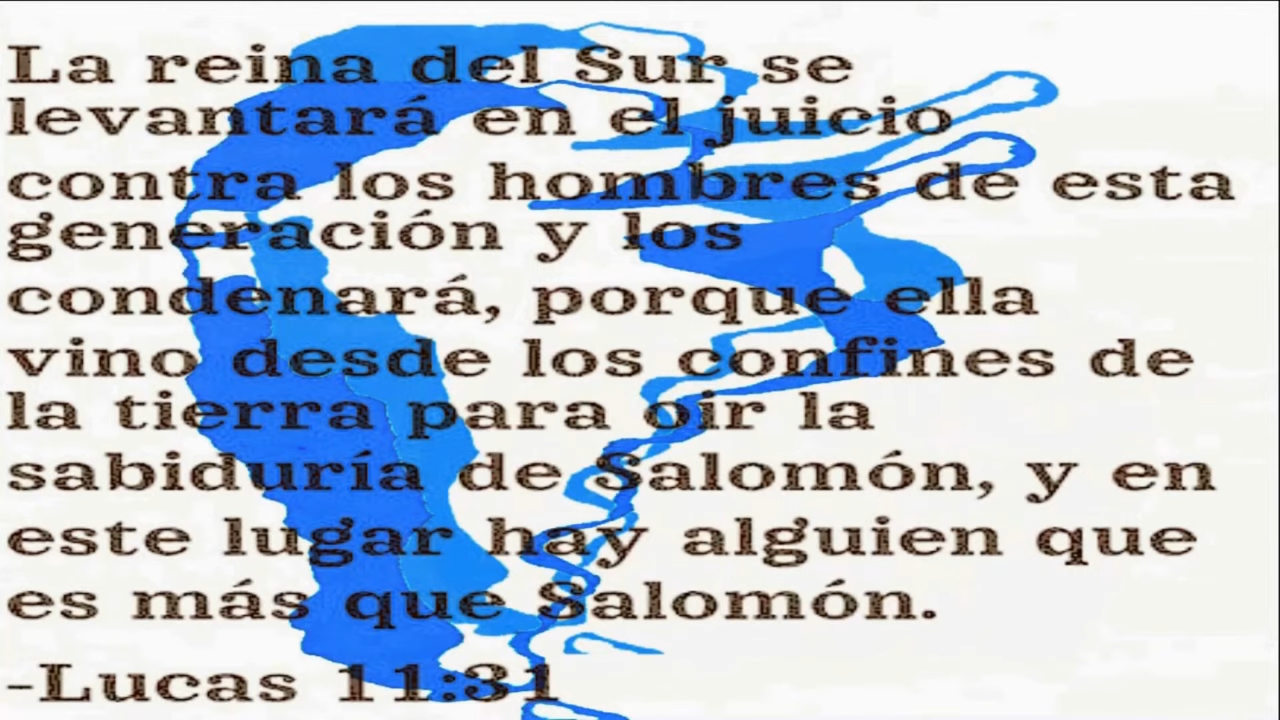 La reina del Sur se
levantará en el juicio
contra los hombres de esta
generación y los
condenará, porque ella
vino desde los confines de
la tierra para oir la
sabiduría de Salomón, y en
este lugar hay alguien que
es más que Salomón.
-Lucas 11:31